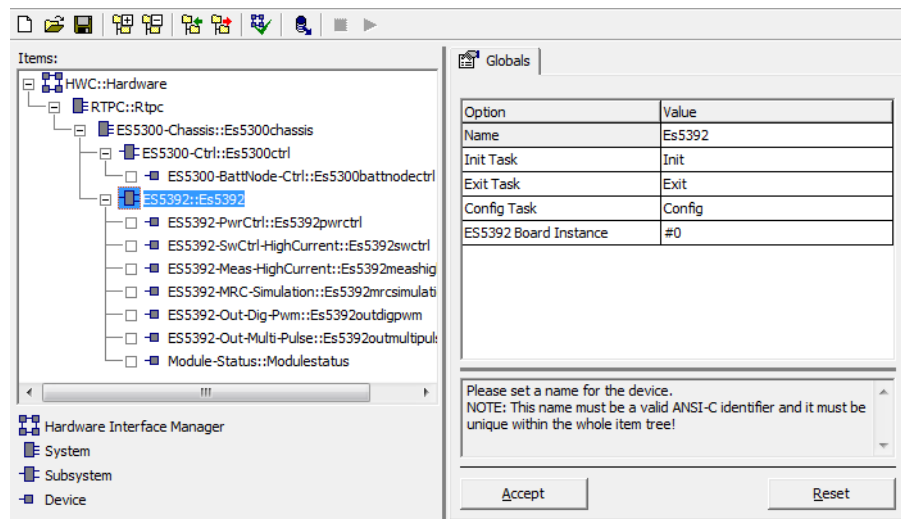 Items:
HWC::Hardware
RTPC::Rtpc
ES5300-Chassis::Es5300chassis
ES5300-Ctrl::Es5300ctrl
ES5300-BattNode-Ctrl::Es5300battnodectrl
ES5392::Es5392
ES5392-PwrCtrl::Es5392pwrctrl
ES5392-SwCtrl-HighCurrent::Es5392swctrl
ES5392-Meas-HighCurrent::Es5392meashig
ES5392-MRC-Simulation::Es5392mrcsimulati
ES5392-Out-Dig-Pwm::Es5392outdigpwm
ES5392-Out-Multi-Pulse::Es5392outmultipul
Module-Status::Modulestatus
Hardware Interface Manager
System
Subsystem
Device
Globals
Option Value
Name Es5392
Init Task Init
Exit Task Exit
Config Task Config
ES5392 Board Instance #0
Please set a name for the device.
NOTE: This name must be a valid ANSI-C identifier and it must be
unique within the whole item tree!
Accept Reset